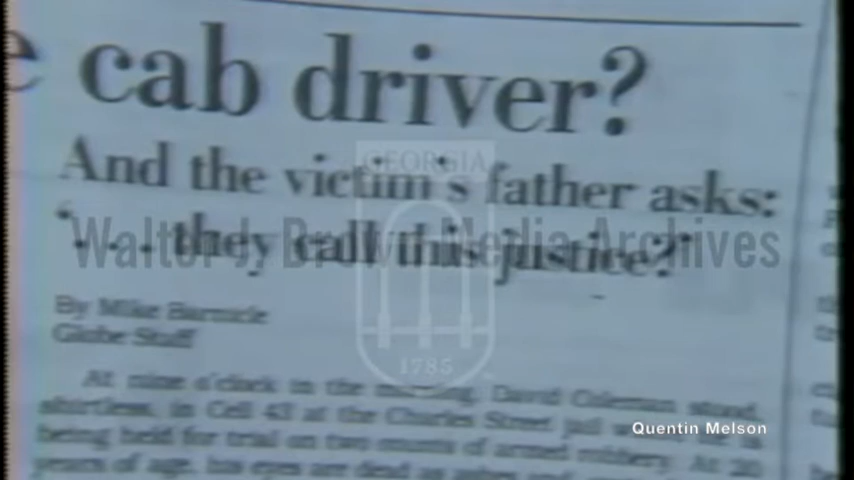 e cab driver?
And the victim's father asks:
'. . . they call this justice?'
By Mike Barnicle
Globe Staff
At nine o'clock in the morning, David Coleman stood,
shirtless, in Cell 43 at the Charles Street jail
being held for trial on two counts of armed robbery. At 20
years of age, his eyes are dead as ashes and
GEORGIA
1785
Walter J. Brown Media Archives
Quentin Melson